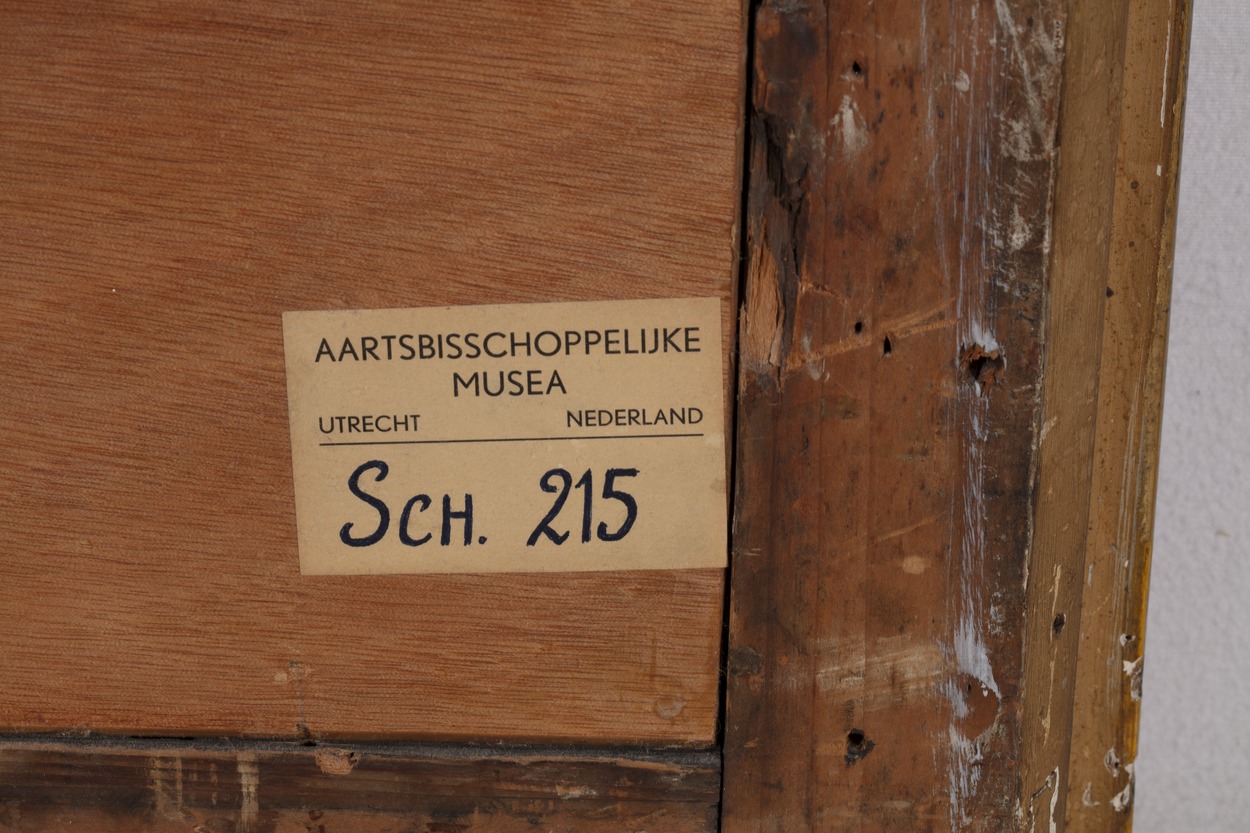 AARTSBISSCHOPPELIJKE
MUSEA
UTRECHT NEDERLAND
SCH. 215